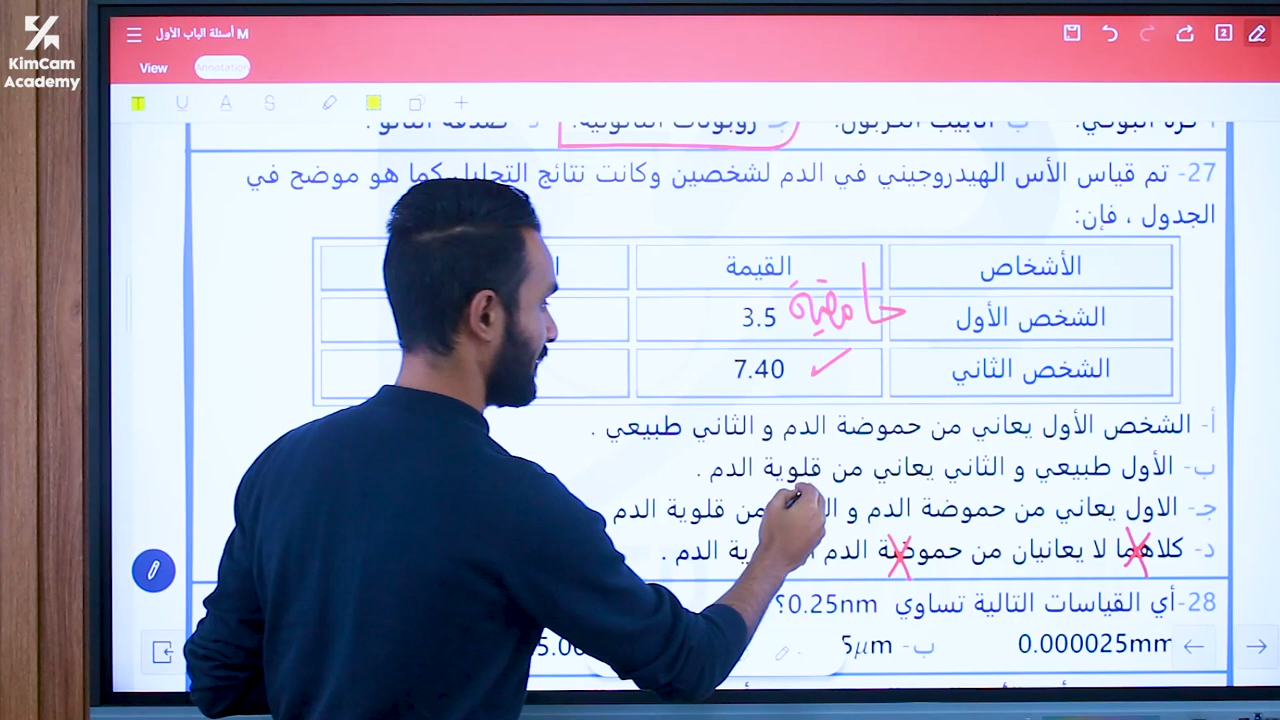 KimCam
Academy
M أسئلة الباب الأول
View
Annotation
27- تم قياس الأس الهيدروجيني في الدم لشخصين وكانت نتائج التحليل كما هو موضح في
الجدول ، فإن:
الأشخاص القيمة
الشخص الأول 3.5 حامضية
الشخص الثاني 7.40
أ- الشخص الأول يعاني من حموضة الدم و الثاني طبيعي .
ب- الأول طبيعي و الثاني يعاني من قلوية الدم .
جـ- الاول يعاني من حموضة الدم و من قلوية الدم
د- كلاهما لا يعانيان من حموضة الدم الدم .
28-أي القياسات التالية تساوي 0.25nm؟
0.000025mm ب- 5µm